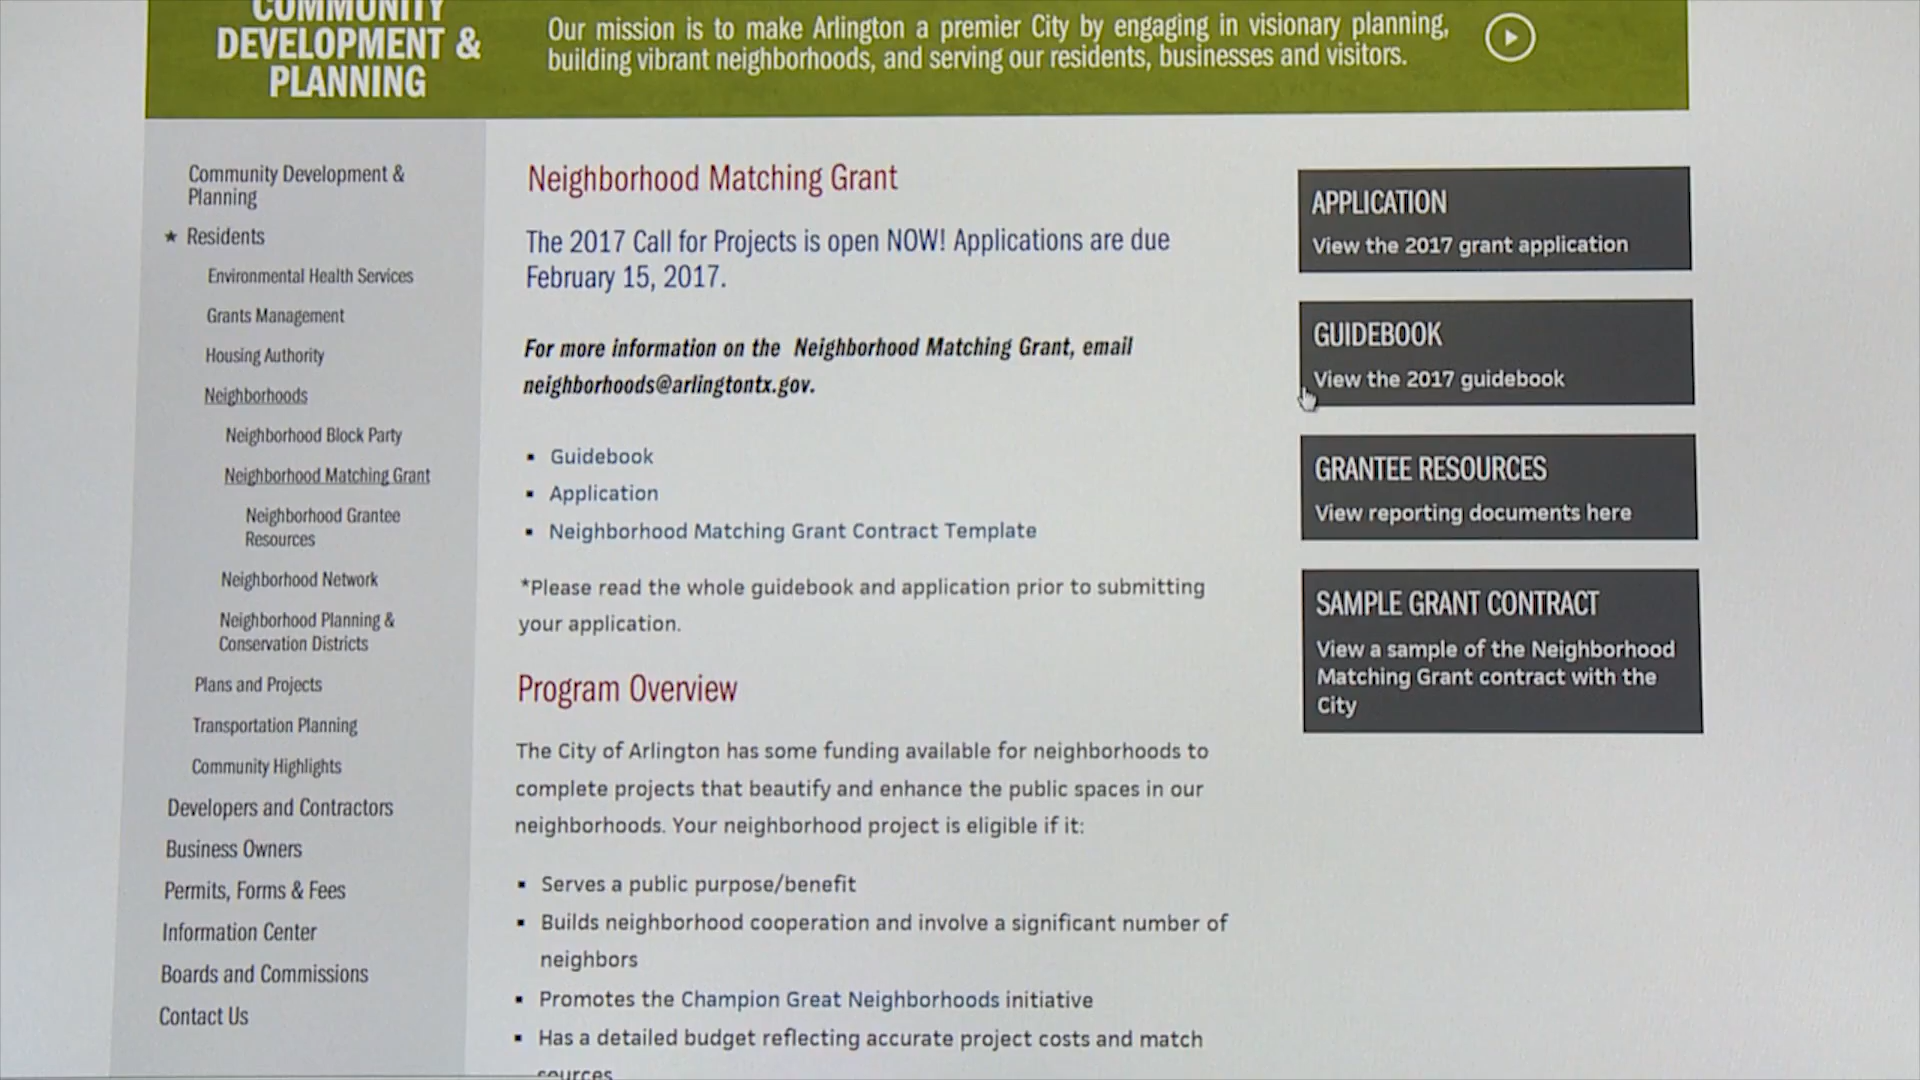 COMMUNITY
DEVELOPMENT &
PLANNING
Our mission is to make Arlington a premier City by engaging in visionary planning,
building vibrant neighborhoods, and serving our residents, businesses and visitors.
Community Development &
Planning
★ Residents
Environmental Health Services
Grants Management
Housing Authority
Neighborhoods
Neighborhood Block Party
Neighborhood Matching Grant
Neighborhood Grantee
Resources
Neighborhood Network
Neighborhood Planning &
Conservation Districts
Plans and Projects
Transportation Planning
Community Highlights
Developers and Contractors
Business Owners
Permits, Forms & Fees
Information Center
Boards and Commissions
Contact Us
Neighborhood Matching Grant
The 2017 Call for Projects is open NOW! Applications are due
February 15, 2017.
For more information on the Neighborhood Matching Grant, email
neighborhoods@arlingtontx.gov.
▪ Guidebook
▪ Application
▪ Neighborhood Matching Grant Contract Template
*Please read the whole guidebook and application prior to submitting
your application.
Program Overview
The City of Arlington has some funding available for neighborhoods to
complete projects that beautify and enhance the public spaces in our
neighborhoods. Your neighborhood project is eligible if it:
▪ Serves a public purpose/benefit
▪ Builds neighborhood cooperation and involve a significant number of
neighbors
▪ Promotes the Champion Great Neighborhoods initiative
▪ Has a detailed budget reflecting accurate project costs and match
sources
APPLICATION
View the 2017 grant application
GUIDEBOOK
View the 2017 guidebook
GRANTEE RESOURCES
View reporting documents here
SAMPLE GRANT CONTRACT
View a sample of the Neighborhood
Matching Grant contract with the
City